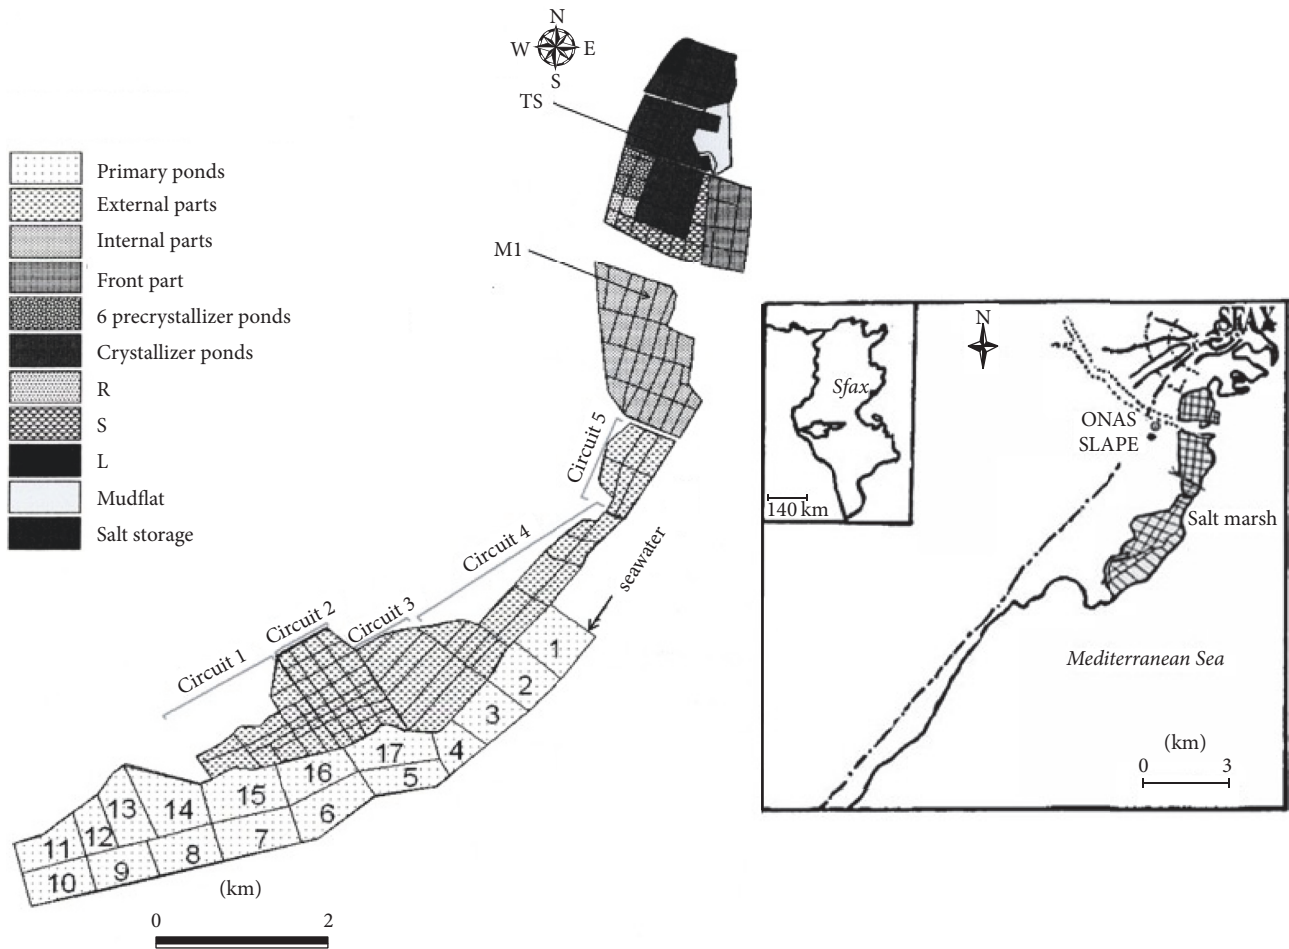 N
W
E
S
TS
Primary ponds
External parts
Internal parts
Front part
6 precrystallizer ponds
Crystallizer ponds
R
S
L
Mudflat
Salt storage
M1
Circuit 5
Circuit 4
seawater
Circuit 3
Circuit 2
Circuit 1
1
2
3
4
5
17
16
6
15
7
14
8
13
12
9
11
10
(km)
0
2
Sfax
140 km
N
SFAX
ONAS
SLAPE
Salt marsh
Mediterranean Sea
(km)
0
3